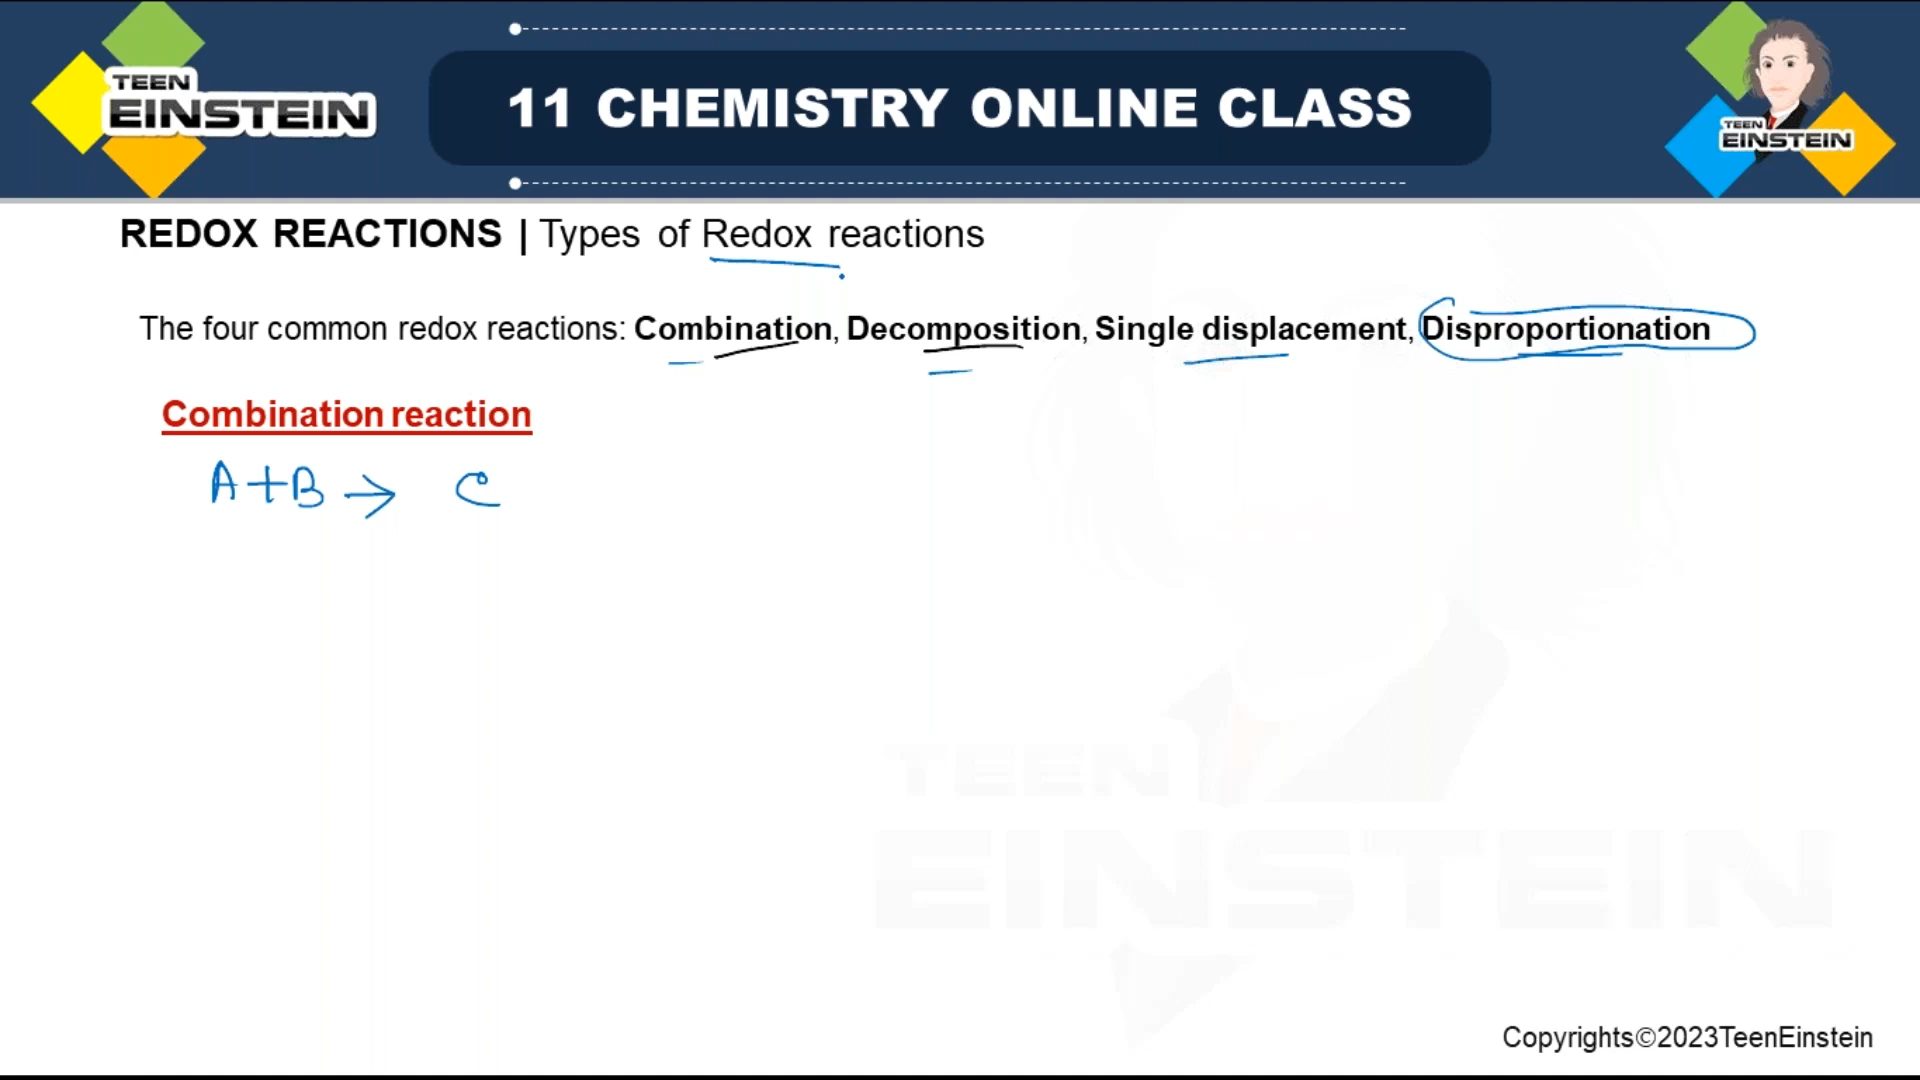 TEEN
EINSTEIN
11 CHEMISTRY ONLINE CLASS
TEEN
EINSTEIN
REDOX REACTIONS | Types of Redox reactions
The four common redox reactions: Combination, Decomposition, Single displacement, Disproportionation
Combination reaction
A+B → C
TEEN
EINSTEIN
Copyrights©2023TeenEinstein